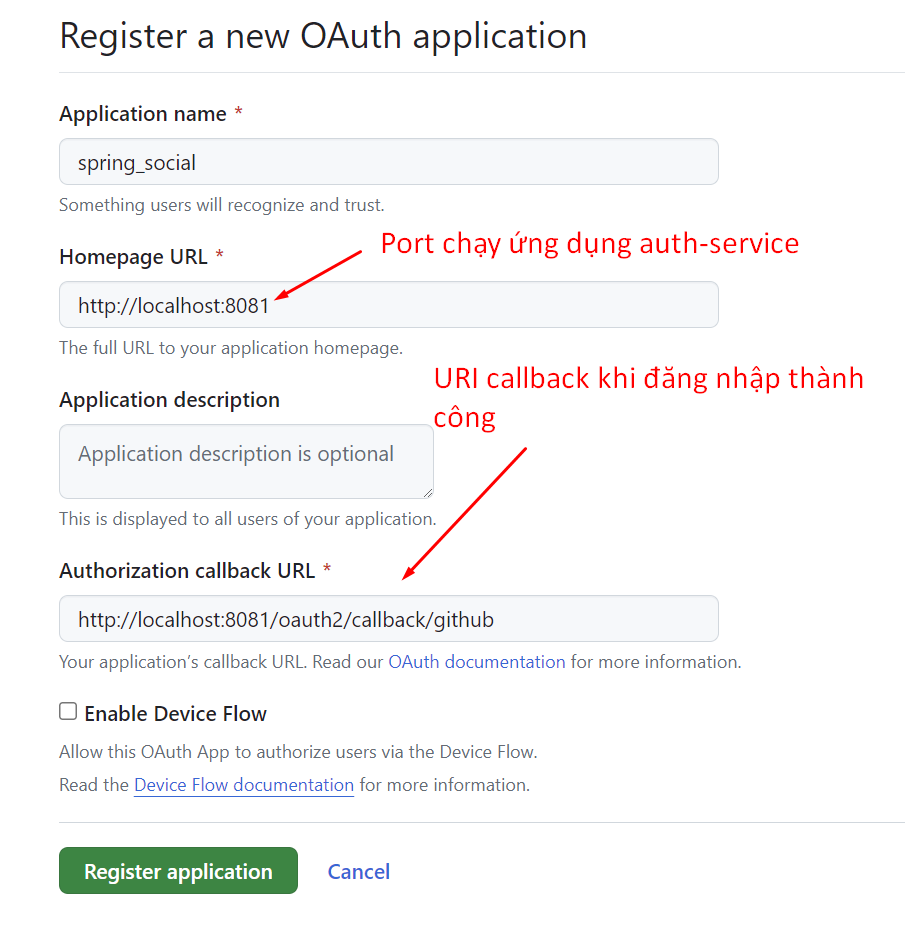 Register a new OAuth application
Application name *
spring_social
Something users will recognize and trust.
Port chạy ứng dụng auth-service
Homepage URL *
http://localhost:8081
The full URL to your application homepage.
URI callback khi đăng nhập thành
công
Application description
Application description is optional
This is displayed to all users of your application.
Authorization callback URL *
http://localhost:8081/oauth2/callback/github
Your application’s callback URL. Read our OAuth documentation for more information.
Enable Device Flow
Allow this OAuth App to authorize users via the Device Flow.
Read the Device Flow documentation for more information.
Register application Cancel